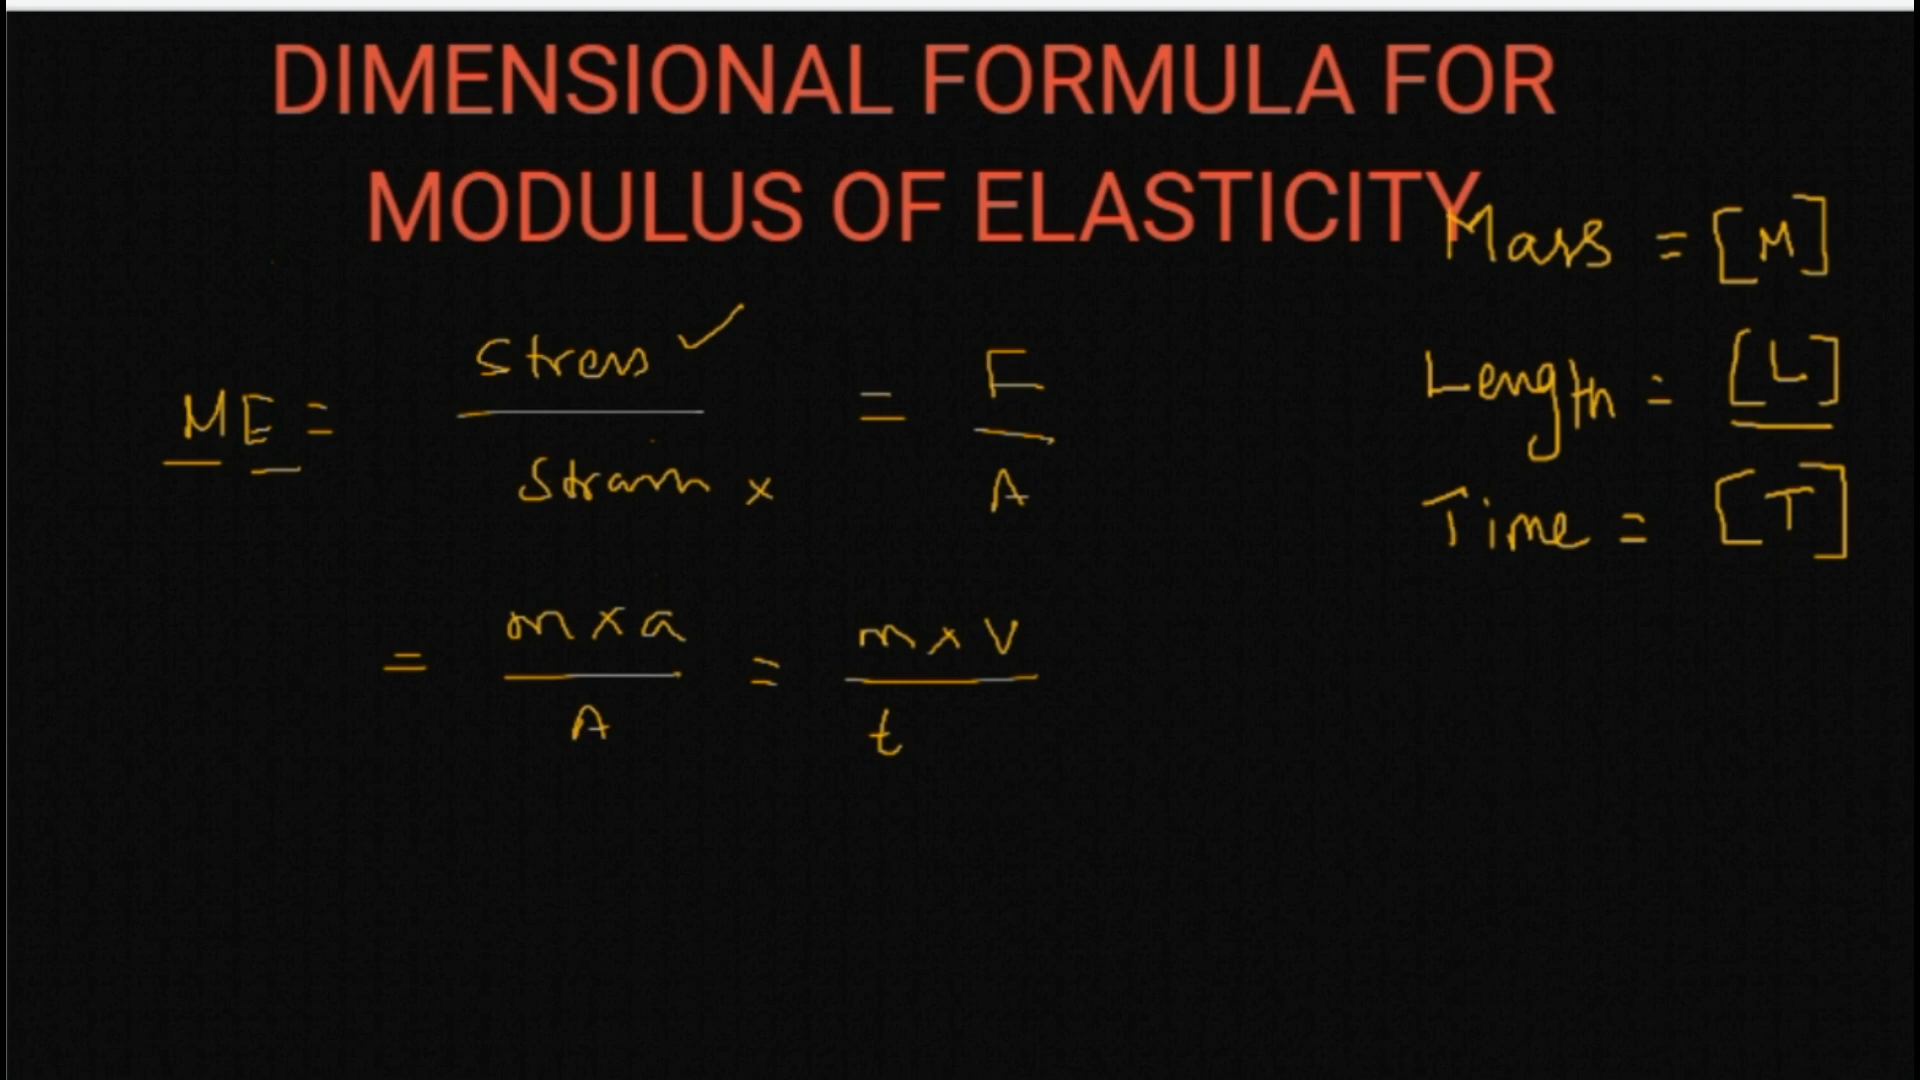 DIMENSIONAL FORMULA FOR
MODULUS OF ELASTICITY
Mass = [M]
Length = [L]
Time = [T]
ME = Stress ✓ / Strain × = F / A
= m × a / A = m × v / t